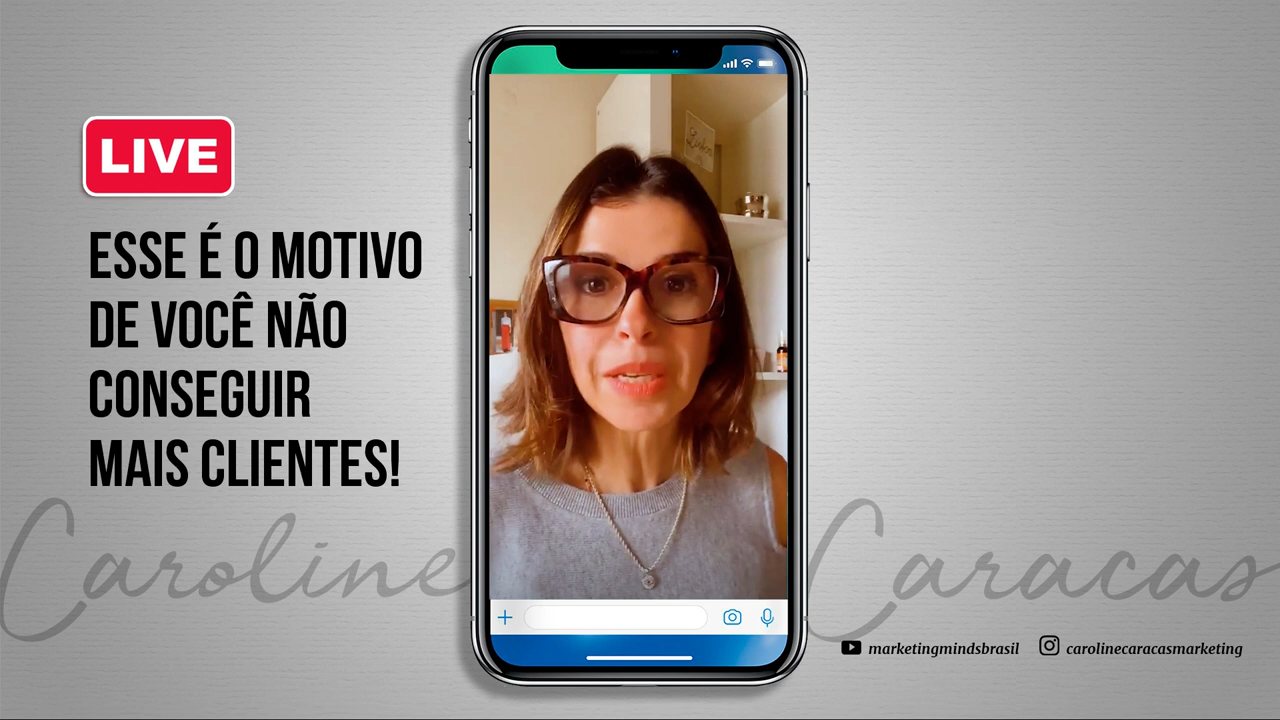 LIVE
ESSE É O MOTIVO
DE VOCÊ NÃO
CONSEGUIR
MAIS CLIENTES!
Caroline Caracas
marketingmindsbrasil carolinecaracasmarketing